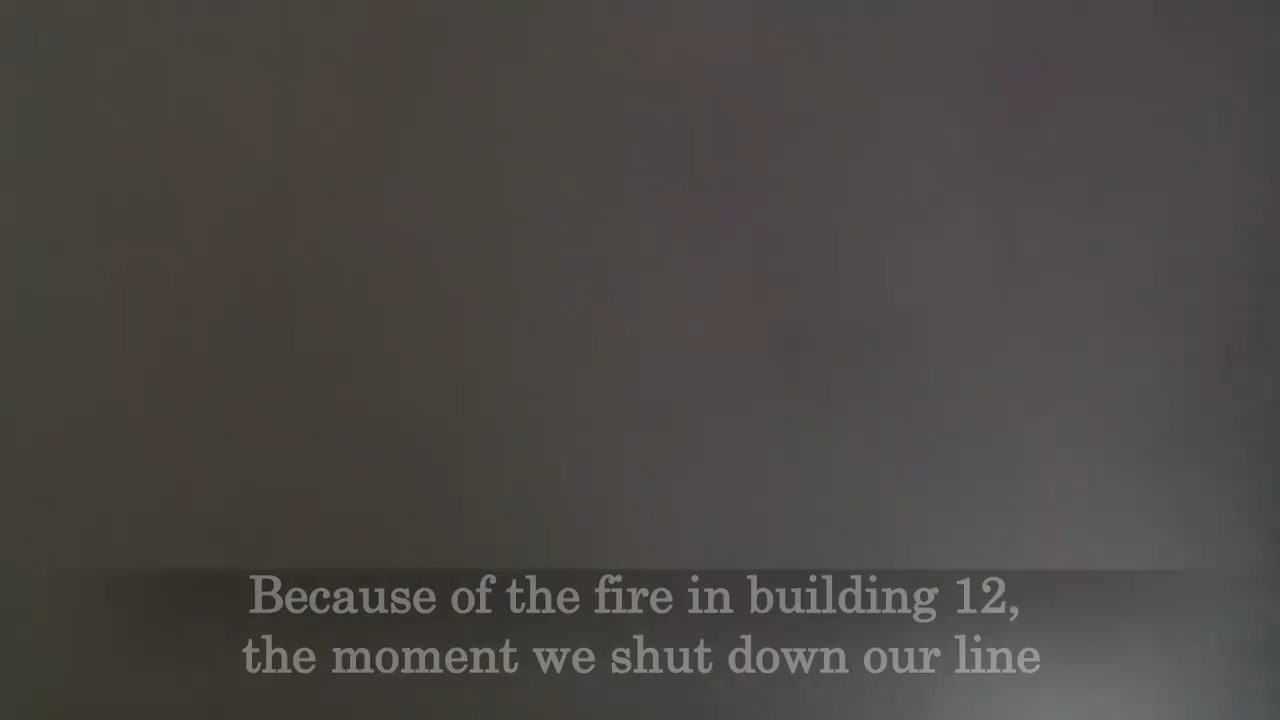 Because of the fire in building 12,
the moment we shut down our line